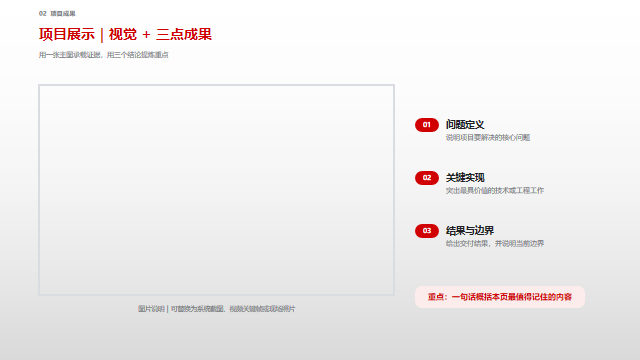 02 项目成果
项目展示｜视觉 + 三点成果
用一张主图承载证据，用三个结论提炼重点
01 问题定义
说明项目要解决的核心问题
02 关键实现
突出最具价值的技术或工程工作
03 结果与边界
给出交付结果，并说明当前边界
重点：一句话概括本页最值得记住的内容
图片说明｜可替换为系统截图、视频关键帧或现场照片